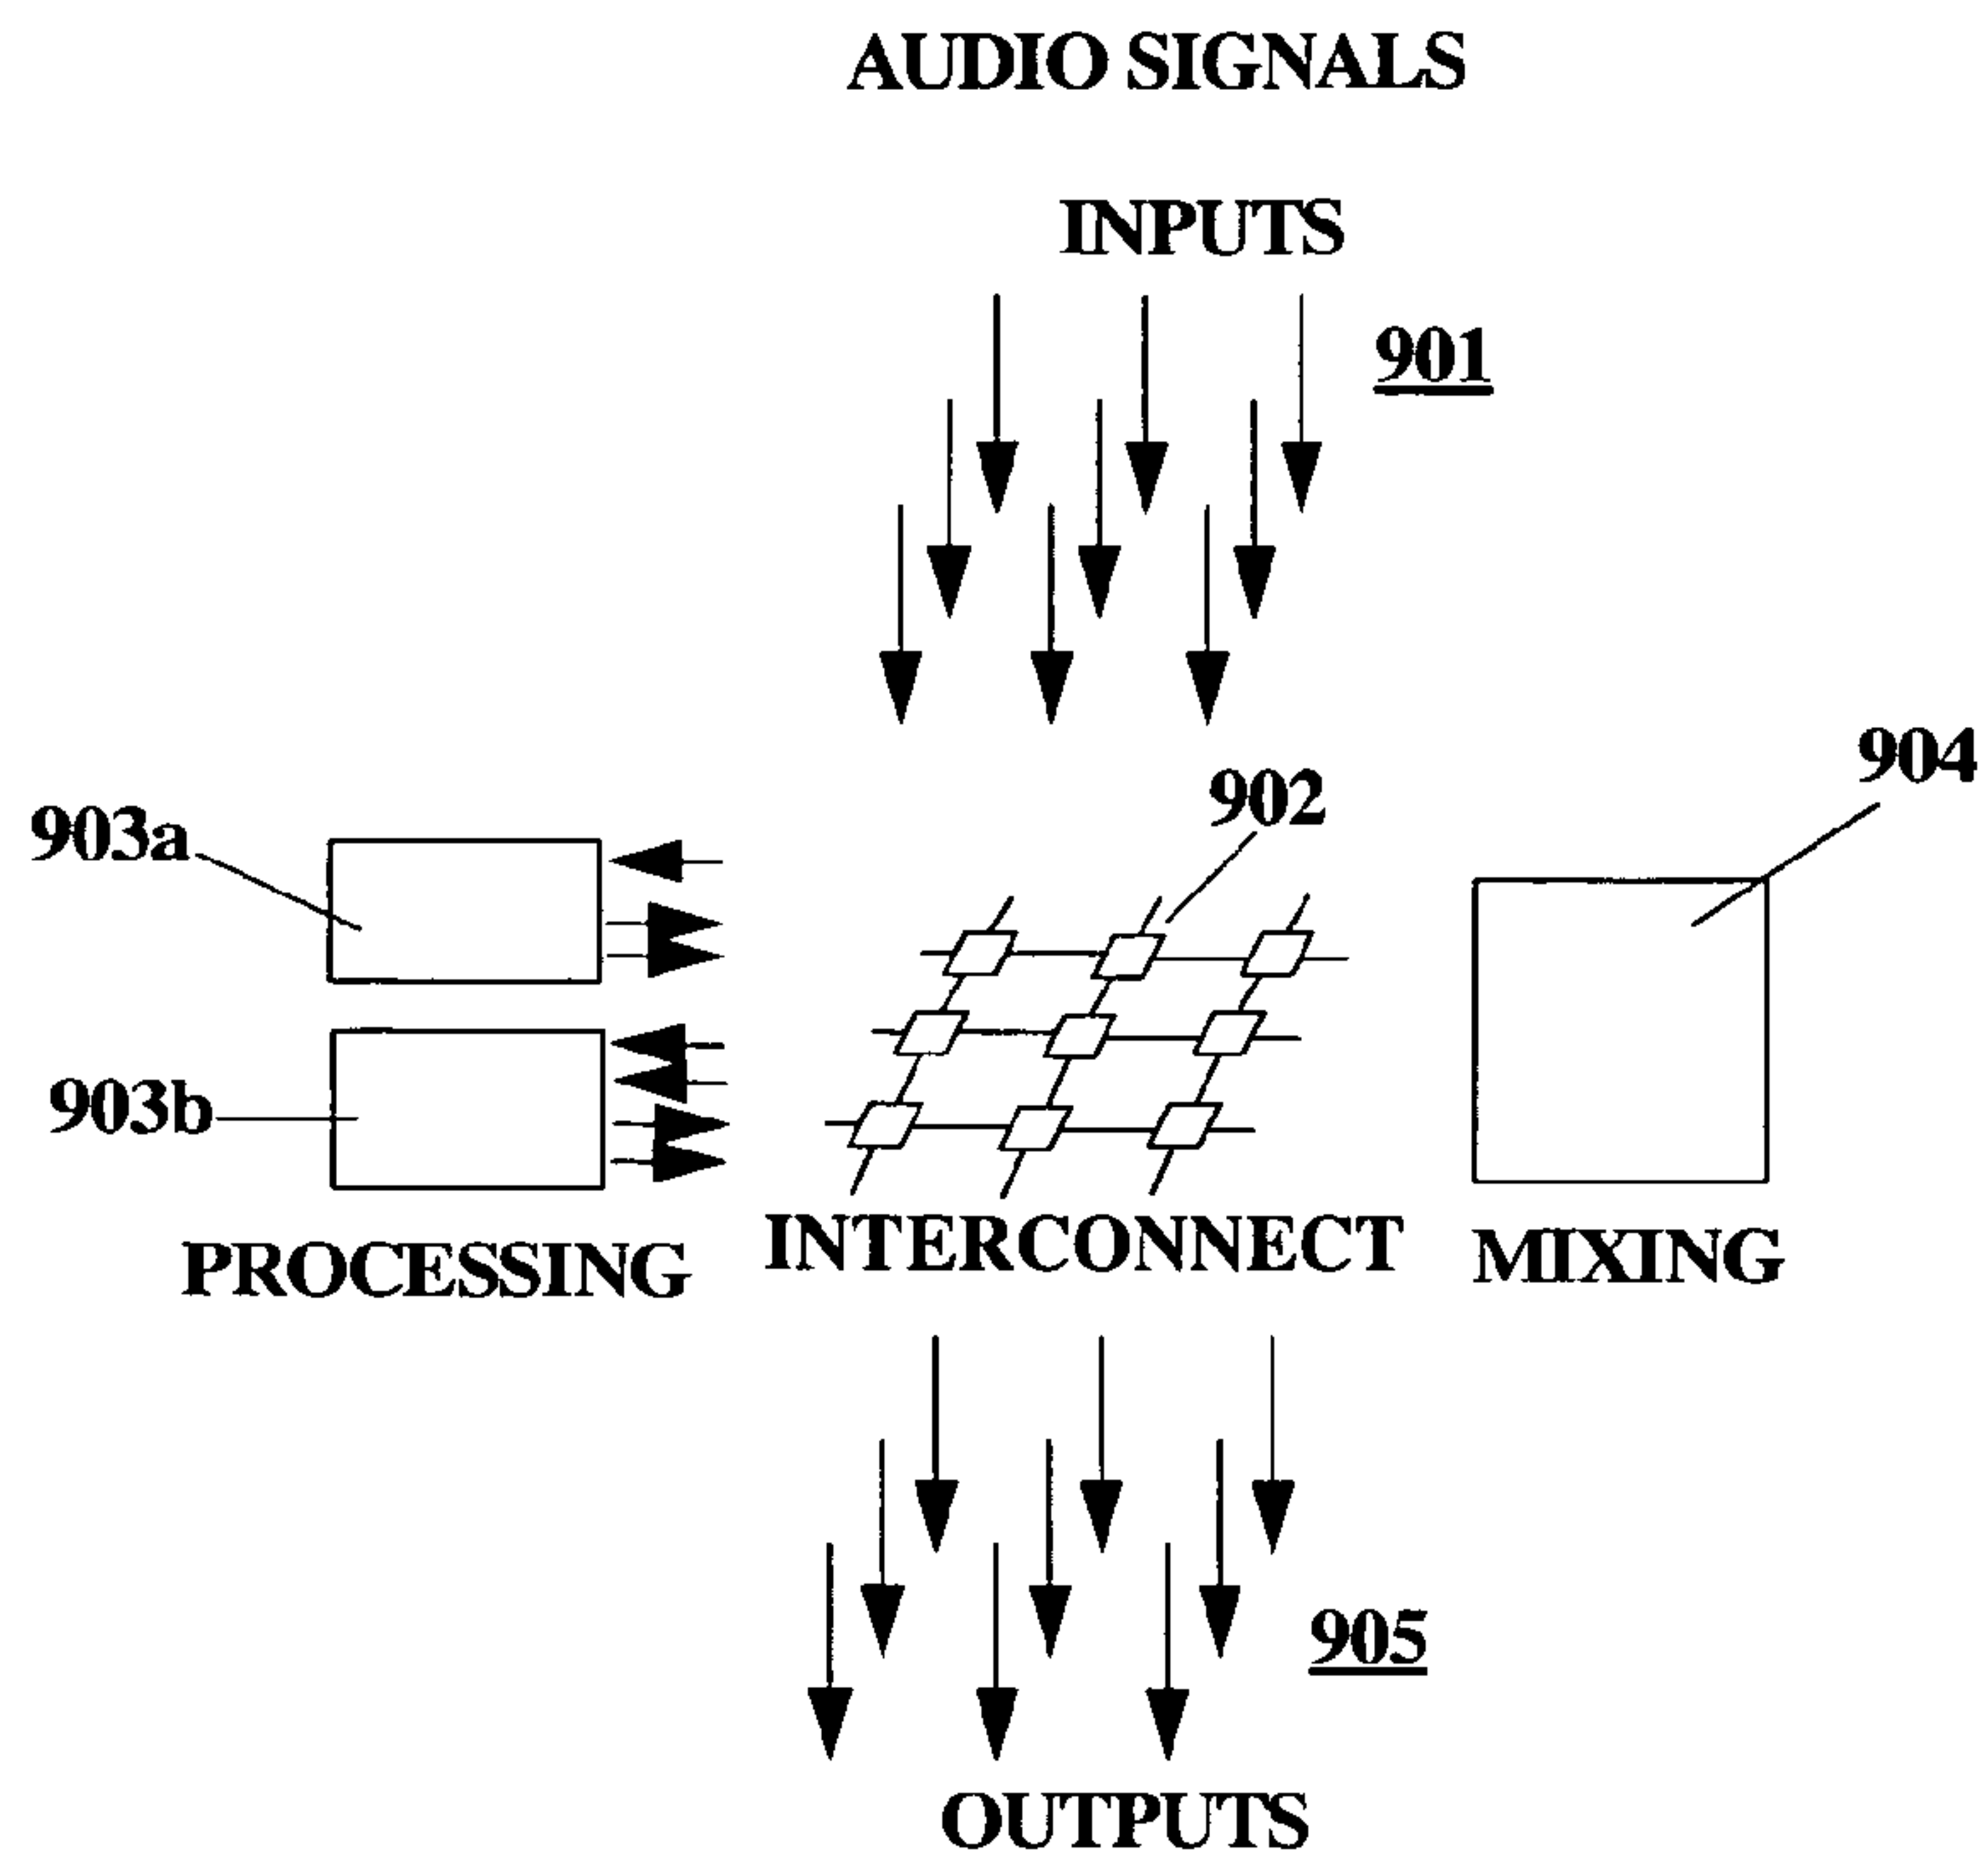 AUDIO SIGNALS
INPUTS
901
904
902
903a
903b
INTERCONNECT
PROCESSING
MIXING
905
OUTPUTS